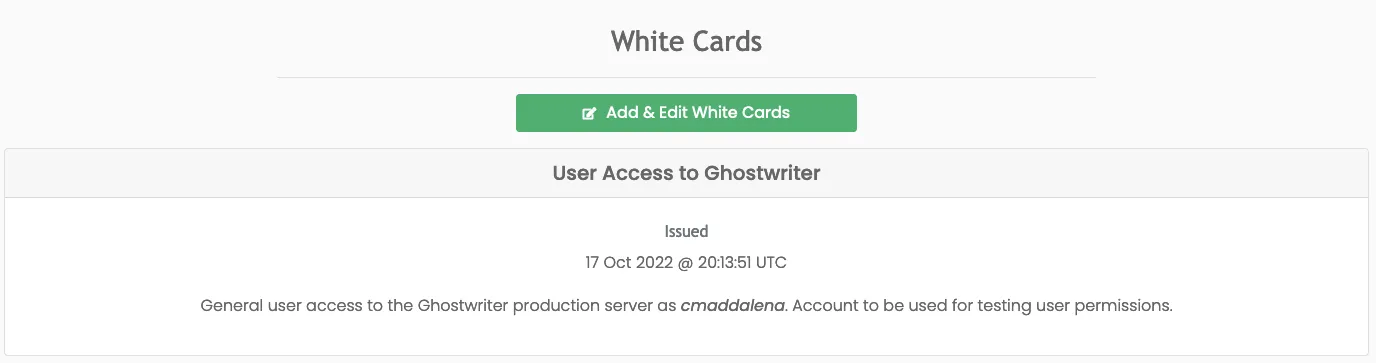 White Cards
Add & Edit White Cards
User Access to Ghostwriter
Issued
17 Oct 2022 @ 20:13:51 UTC
General user access to the Ghostwriter production server as cmaddalena. Account to be used for testing user permissions.